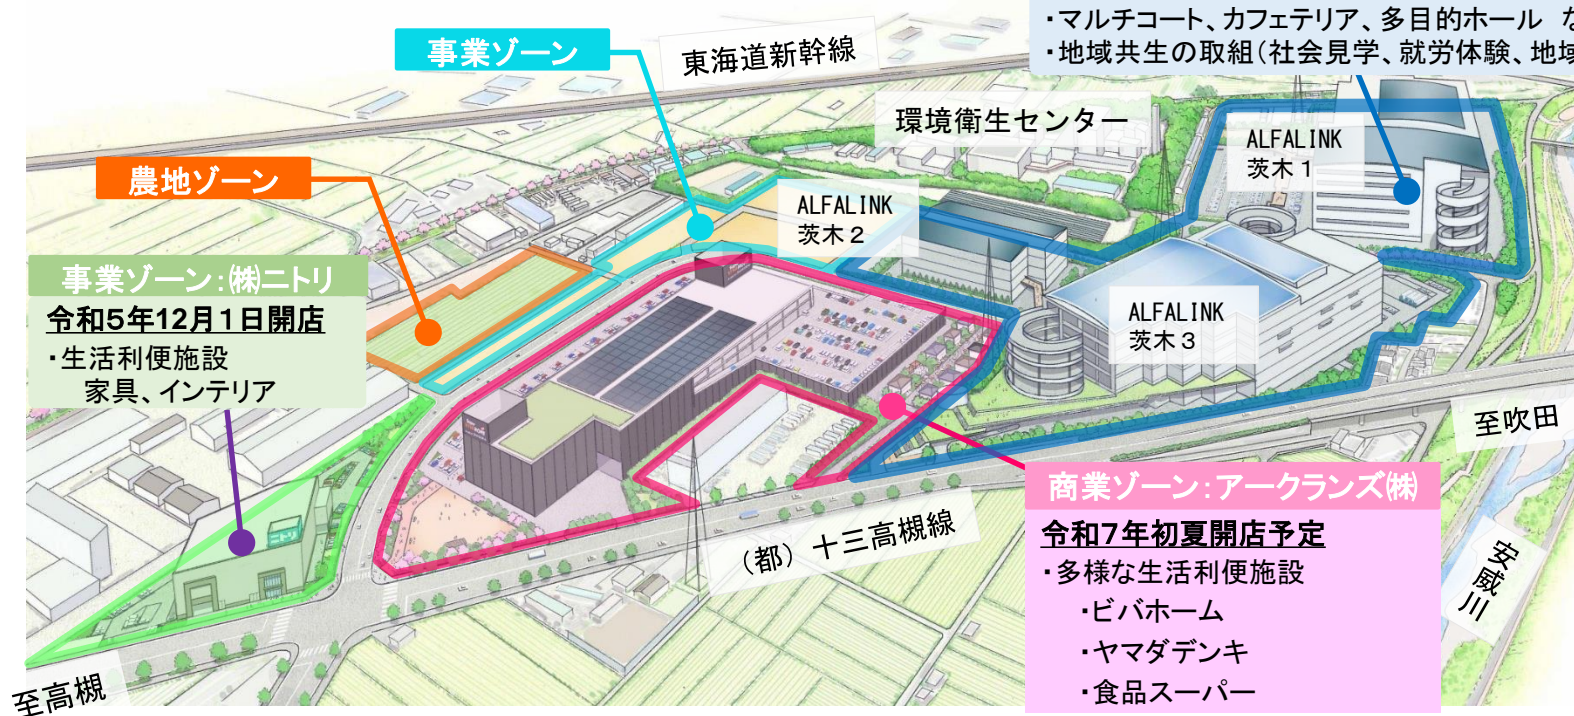 ・マルチコート、カフェテリア、多目的ホール
・地域共生の取組(社会見学、就労体験、地域
事業ゾーン
東海道新幹線
環境衛生センター
ALFALINK
茨木1
農地ゾーン
ALFALINK
茨木2
事業ゾーン:㈱ニトリ
令和5年12月1日開店
・生活利便施設
家具、インテリア
ALFALINK
茨木3
至吹田
ニトリ
商業ゾーン:アークランズ㈱
令和7年初夏開店予定
・多様な生活利便施設
・ビバホーム
・ヤマダデンキ
・食品スーパー
(都)十三高槻線
安威川
至高槻